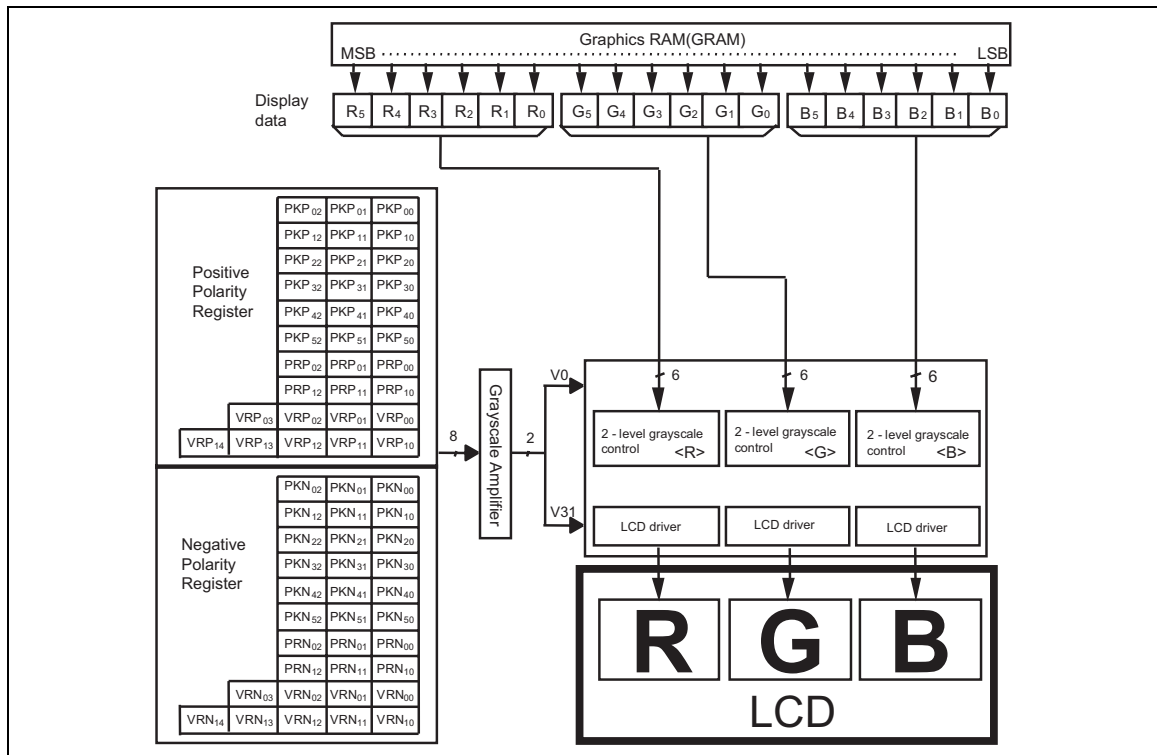 Graphics RAM(GRAM)
MSB LSB
Display
data
R5 R4 R3 R2 R1 R0
G5 G4 G3 G2 G1 G0
B5 B4 B3 B2 B1 B0
Positive
Polarity
Register
PKP02 PKP01 PKP00
PKP12 PKP11 PKP10
PKP22 PKP21 PKP20
PKP32 PKP31 PKP30
PKP42 PKP41 PKP40
PKP52 PKP51 PKP50
PRP02 PRP01 PRP00
PRP12 PRP11 PRP10
VRP03 VRP02 VRP01 VRP00
VRP14 VRP13 VRP12 VRP11 VRP10
Negative
Polarity
Register
PKN02 PKN01 PKN00
PKN12 PKN11 PKN10
PKN22 PKN21 PKN20
PKN32 PKN31 PKN30
PKN42 PKN41 PKN40
PKN52 PKN51 PKN50
PRN02 PRN01 PRN00
PRN12 PRN11 PRN10
VRN03 VRN02 VRN01 VRN00
VRN14 VRN13 VRN12 VRN11 VRN10
8
Grayscale Amplifier
2
V0
V31
6 6 6
2 - level grayscale
control <R>
2 - level grayscale
control <G>
2 - level grayscale
control <B>
LCD driver
LCD driver
LCD driver
R G B
LCD